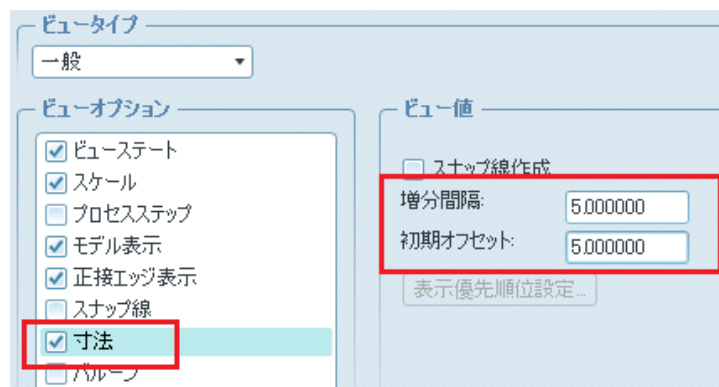 ビュータイプ
一般
ビューオプション
ビューステート
スケール
プロセスステップ
モデル表示
正接エッジ表示
スナップ線
寸法
バルーン
ビュー値
スナップ線作成
増分間隔: 5.000000
初期オフセット: 5.000000
表示優先順位設定...